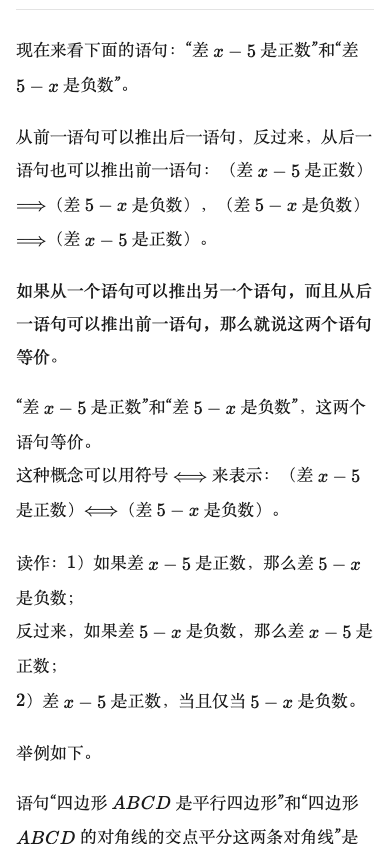 现在来看下面的语句：“差 x − 5 是正数”和“差
5 − x 是负数”。
从前一语句可以推出后一语句，反过来，从后一
语句也可以推出前一语句：（差 x − 5 是正数）
⟹（差 5 − x 是负数），（差 5 − x 是负数）
⟹（差 x − 5 是正数）。
如果从一个语句可以推出另一个语句，而且从后
一语句可以推出前一语句，那么就说这两个语句
等价。
“差 x − 5 是正数”和“差 5 − x 是负数”，这两个
语句等价。
这种概念可以用符号 ⟺ 来表示：（差 x − 5
是正数）⟺（差 5 − x 是负数）。
读作：1）如果差 x − 5 是正数，那么差 5 − x
是负数；
反过来，如果差 5 − x 是负数，那么差 x − 5 是
正数；
2）差 x − 5 是正数，当且仅当 5 − x 是负数。
举例如下。
语句“四边形 ABCD 是平行四边形”和“四边形
ABCD 的对角线的交点平分这两条对角线”是